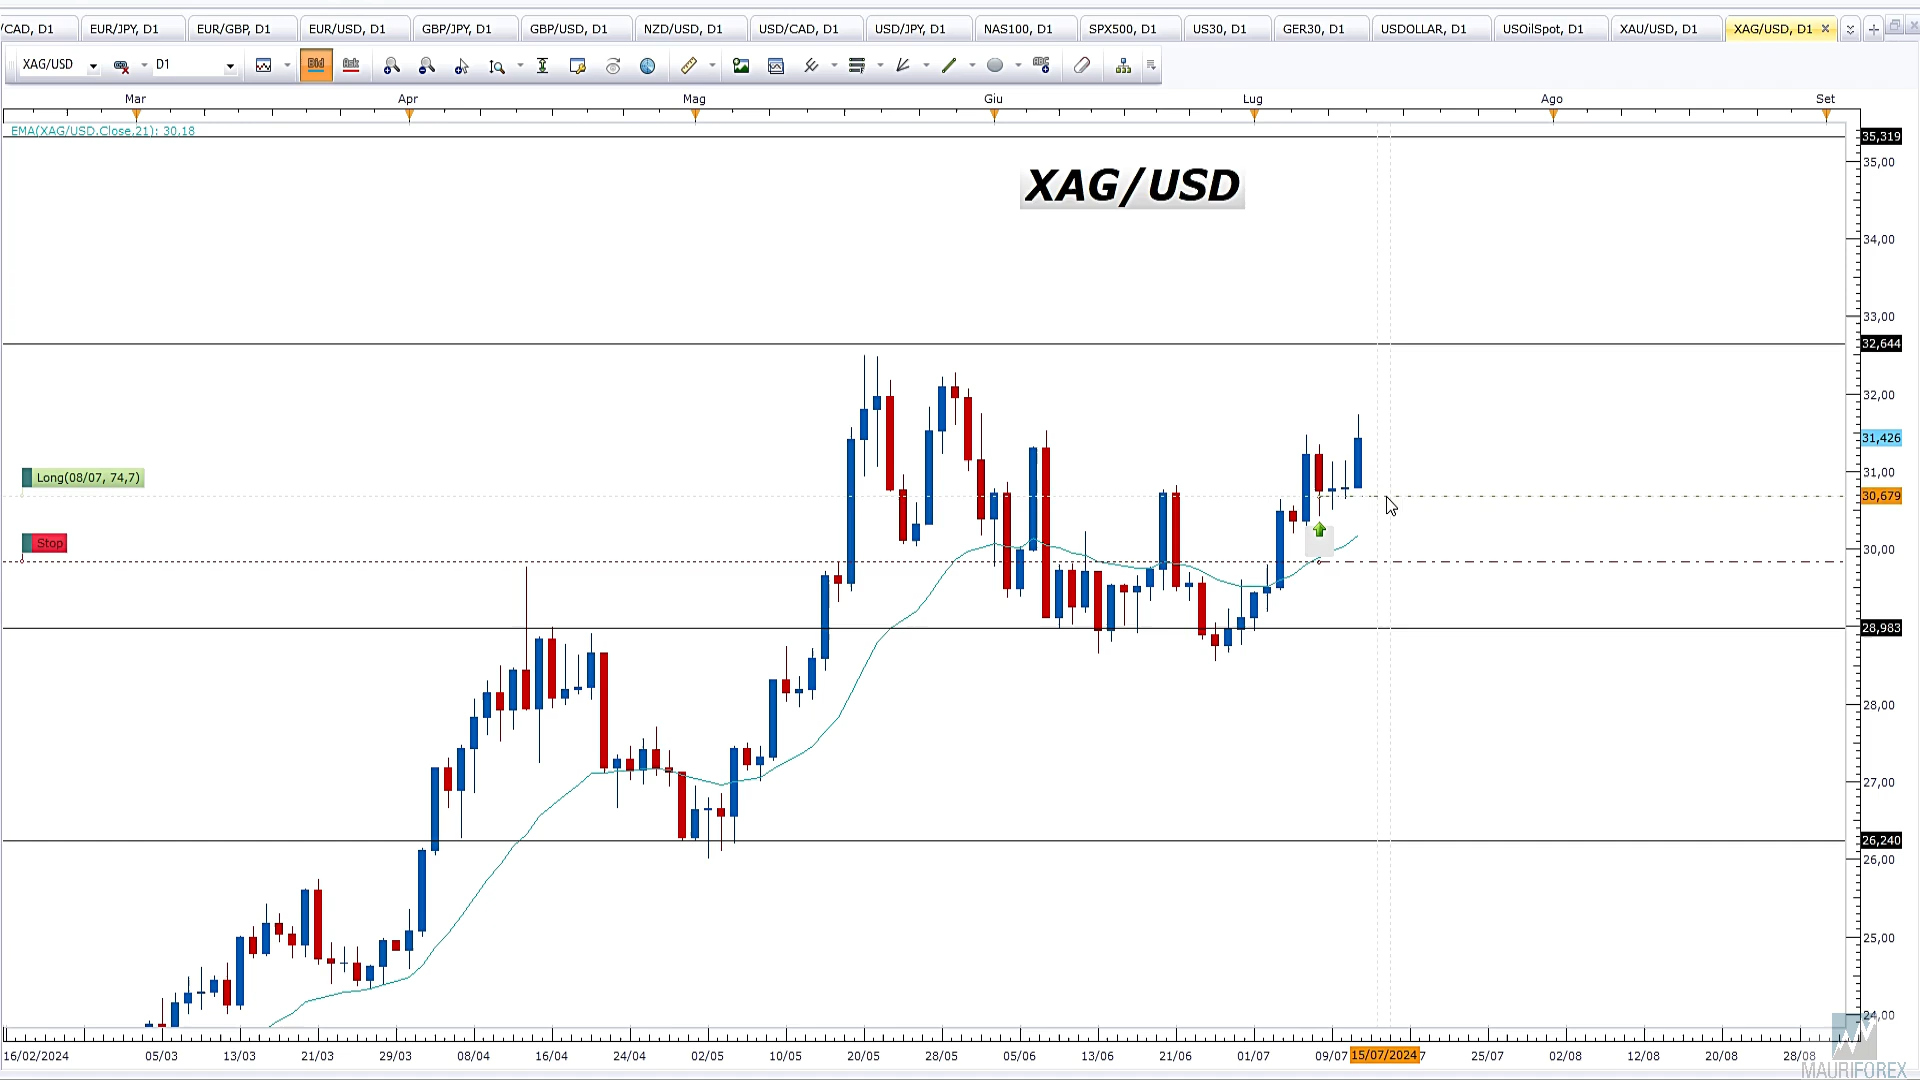 /CAD, D1 EUR/JPY, D1 EUR/GBP, D1 EUR/USD, D1 GBP/JPY, D1 GBP/USD, D1 NZD/USD, D1 USD/CAD, D1 USD/JPY, D1 NAS100, D1 SPX500, D1 US30, D1 GER30, D1 USDOLLAR, D1 USOilSpot, D1 XAU/USD, D1 XAG/USD, D1
XAG/USD D1 Bid Ask ABC
Mar Apr Mag Giu Lug Ago Set
EMA(XAG/USD.Close,21): 30,18
35,319
35,00
XAG/USD
34,00
33,00
32,644
32,00
31,426
31,00
Long(08/07, 74,7)
30,679
Stop
30,00
28,983
28,00
27,00
26,240
26,00
25,00
24,00
16/02/2024 05/03 13/03 21/03 29/03 08/04 16/04 24/04 02/05 10/05 20/05 28/05 05/06 13/06 21/06 01/07 09/07 15/07/2024 7 25/07 02/08 12/08 20/08 28/08
MAURIFOREX